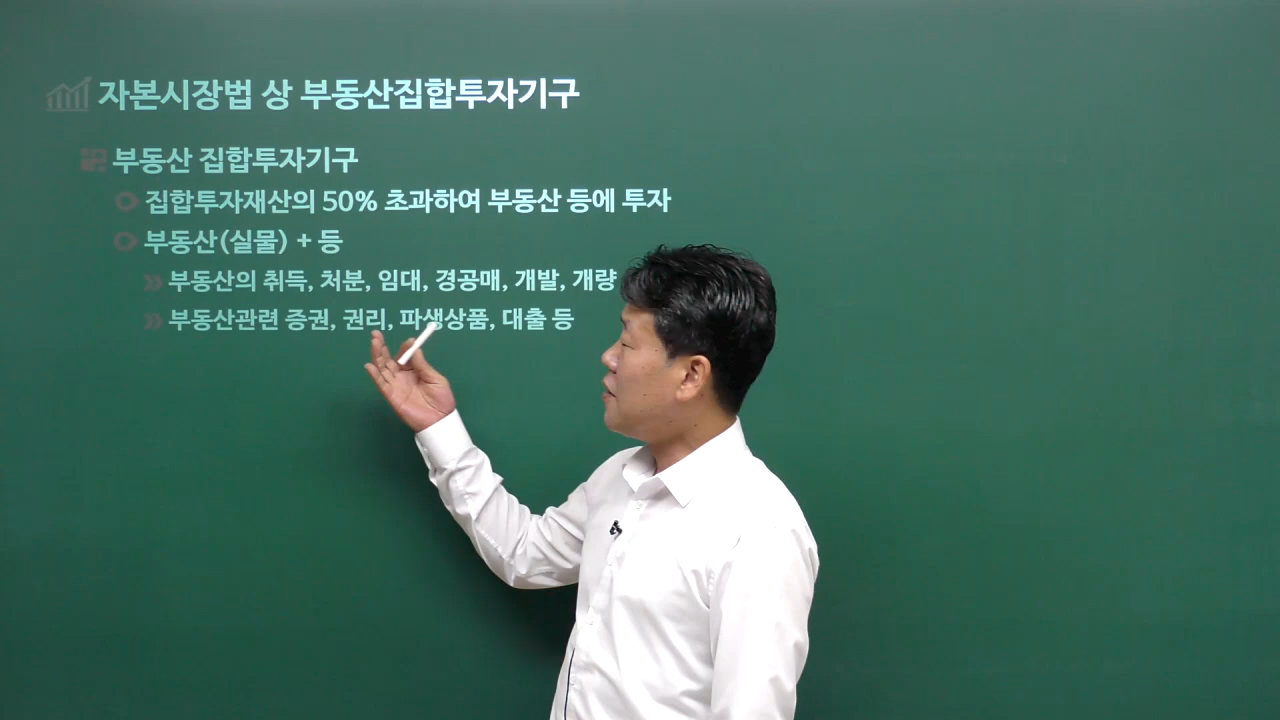 자본시장법 상 부동산집합투자기구
부동산 집합투자기구
집합투자재산의 50% 초과하여 부동산 등에 투자
부동산(실물) + 등
부동산의 취득, 처분, 임대, 경공매, 개발, 개량
부동산관련 증권, 권리, 파생상품, 대출 등